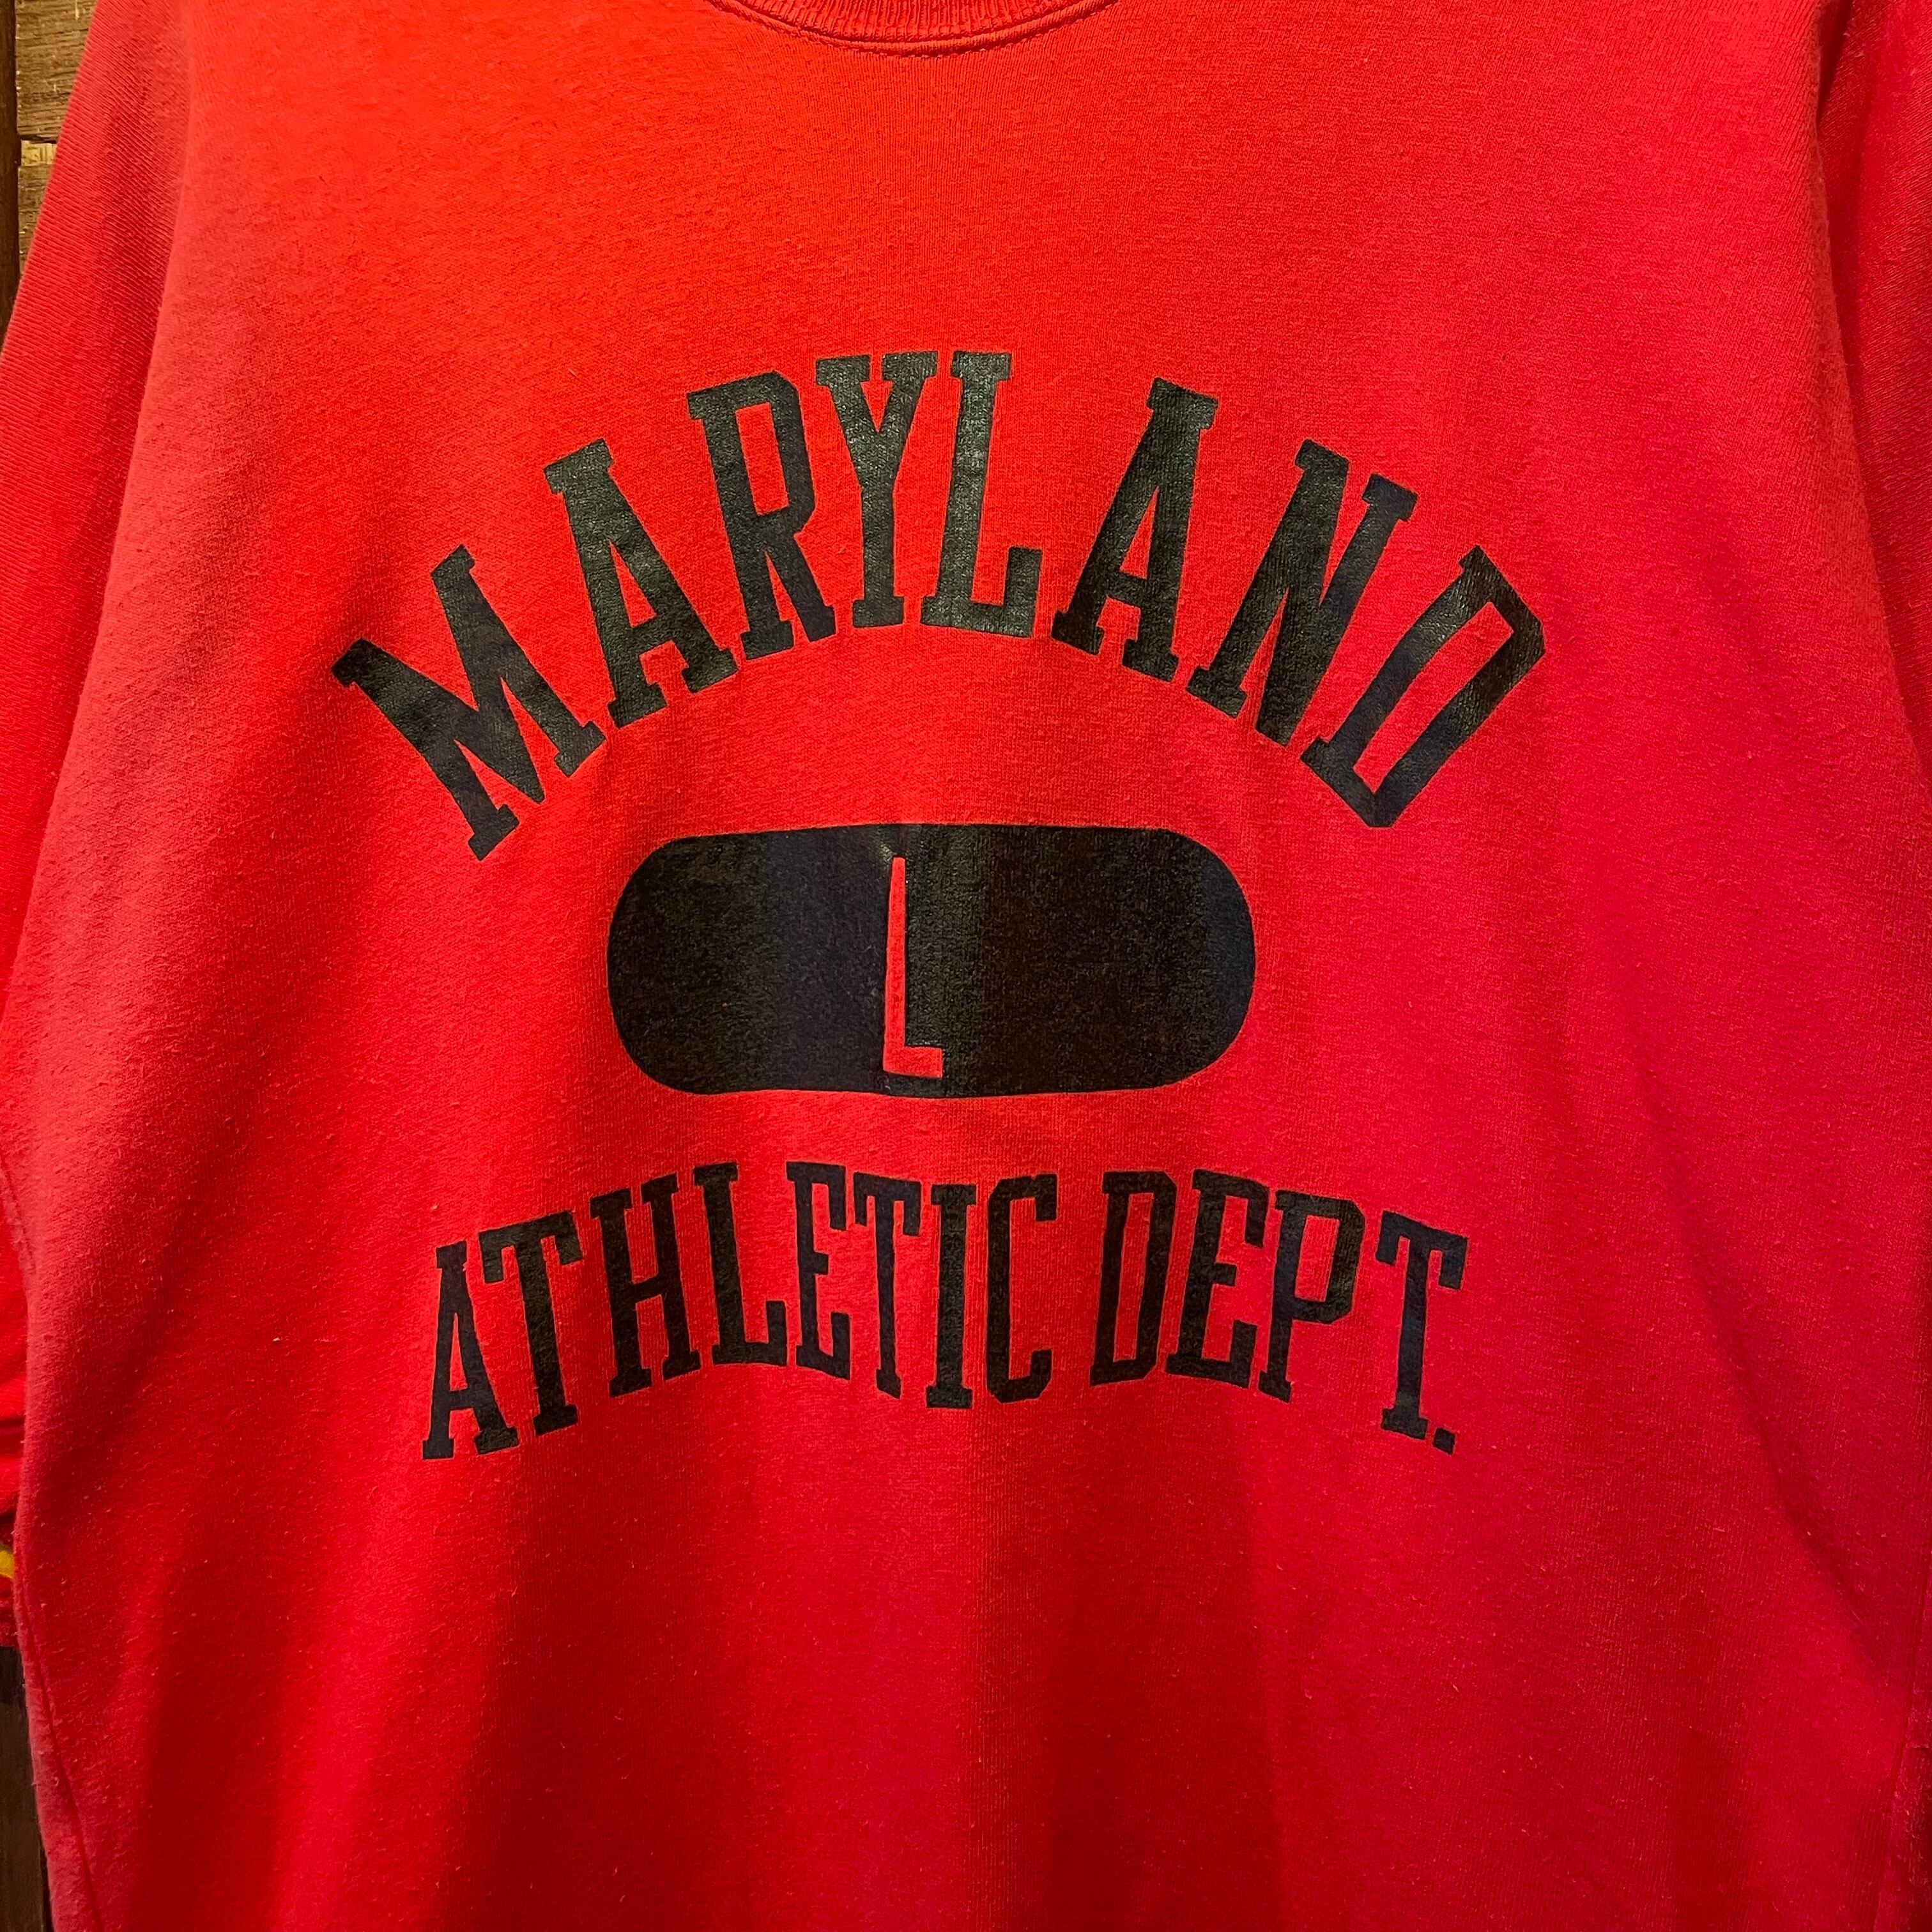 MARYLAND
L
ATHLETIC DEPT.